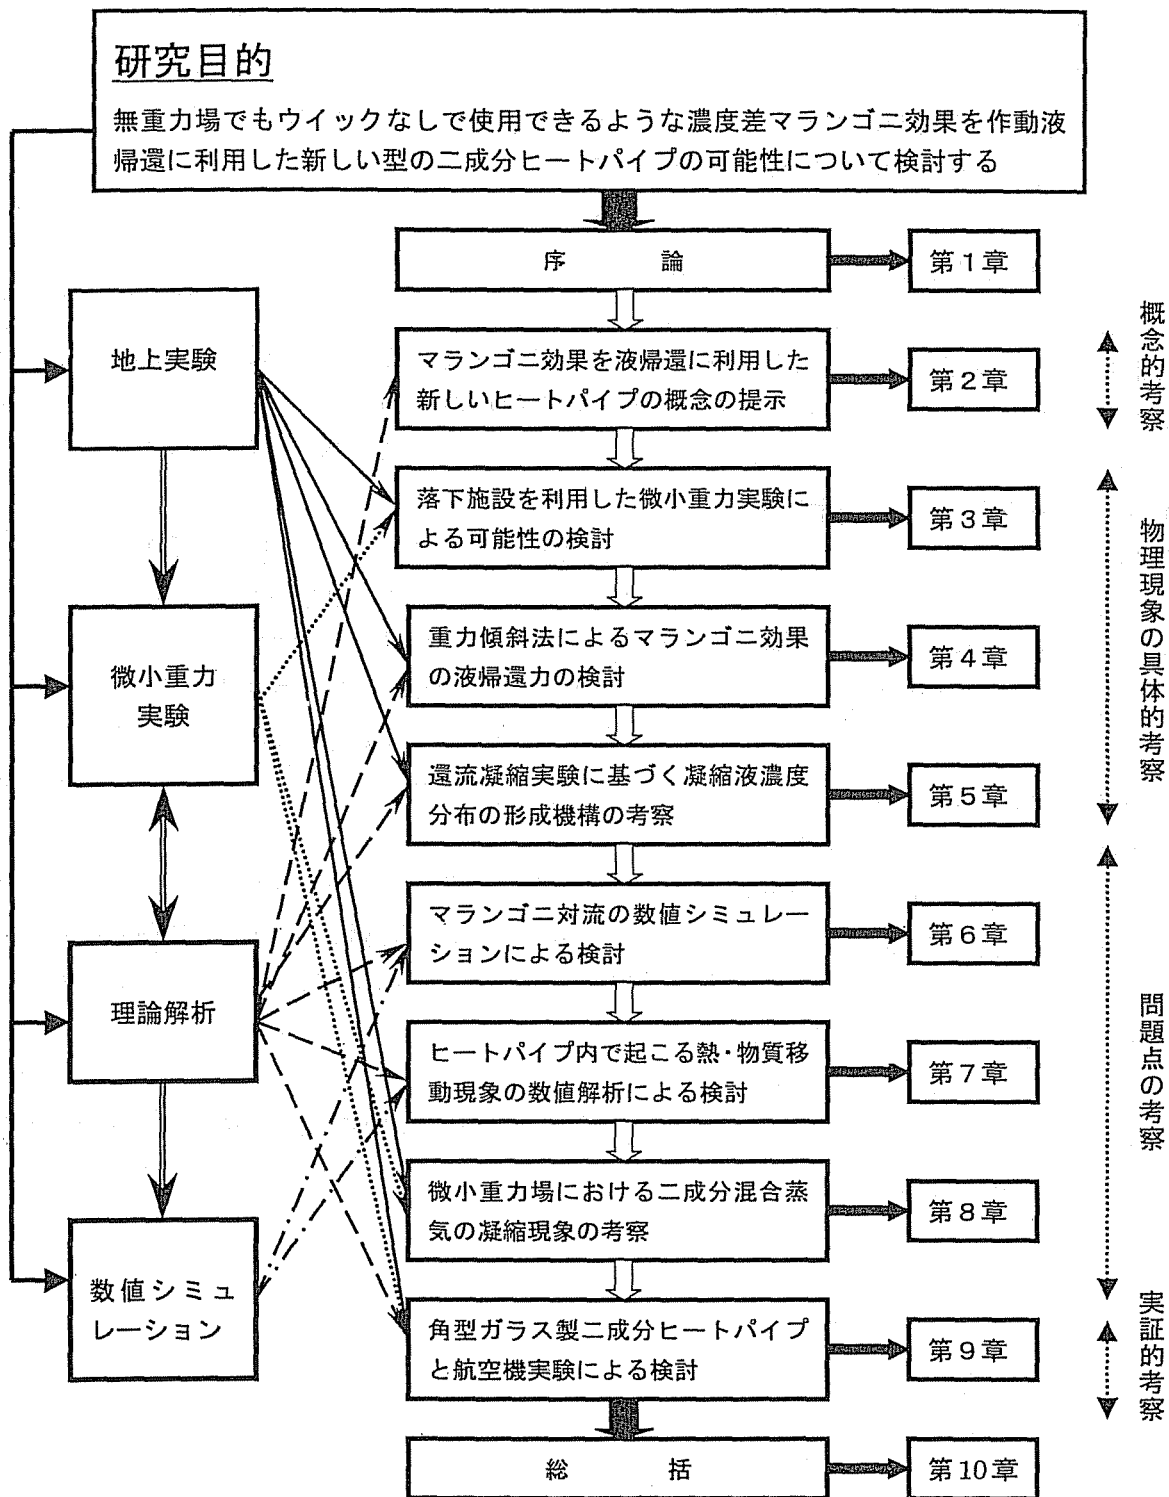 研究目的
無重力場でもウイックなしで使用できるような濃度差マランゴニ効果を作動液
帰還に利用した新しい型の二成分ヒートパイプの可能性について検討する
序　　論
第1章
地上実験
マランゴニ効果を液帰還に利用した
新しいヒートパイプの概念の提示
第2章
概念的考察
落下施設を利用した微小重力実験に
よる可能性の検討
第3章
物理現象の具体的考察
微小重力
実験
重力傾斜法によるマランゴニ効果
の液帰還力の検討
第4章
還流凝縮実験に基づく凝縮液濃度
分布の形成機構の考察
第5章
理論解析
マランゴニ対流の数値シミュレー
ションによる検討
第6章
問題点の考察
ヒートパイプ内で起こる熱・物質移
動現象の数値解析による検討
第7章
数値シミュ
レーション
微小重力場における二成分混合蒸
気の凝縮現象の考察
第8章
角型ガラス製二成分ヒートパイプ
と航空機実験による検討
第9章
実証的考察
総　　括
第10章